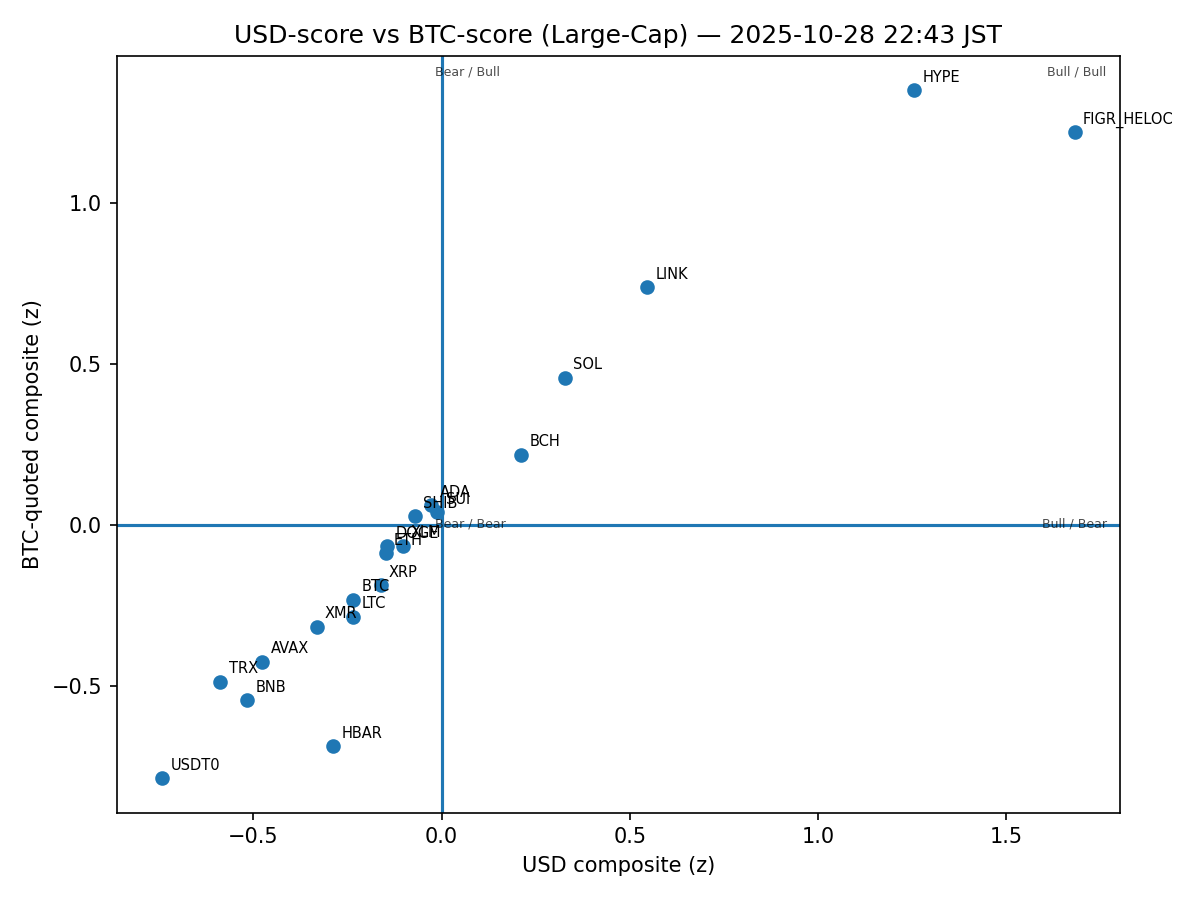 USD-score vs BTC-score (Large-Cap) — 2025-10-28 22:43 JST
Bear / Bull
Bull / Bull
HYPE
FIGR_HELOC
1.0
LINK
0.5
SOL
BCH
ADA
SUI
SHIB
0.0
Bear / Bear
Bull / Bear
DOGE
XLM
ETH
XRP
BTC
LTC
XMR
AVAX
TRX
−0.5
BNB
HBAR
USDT0
−0.5
0.0
0.5
1.0
1.5
USD composite (z)
BTC-quoted composite (z)